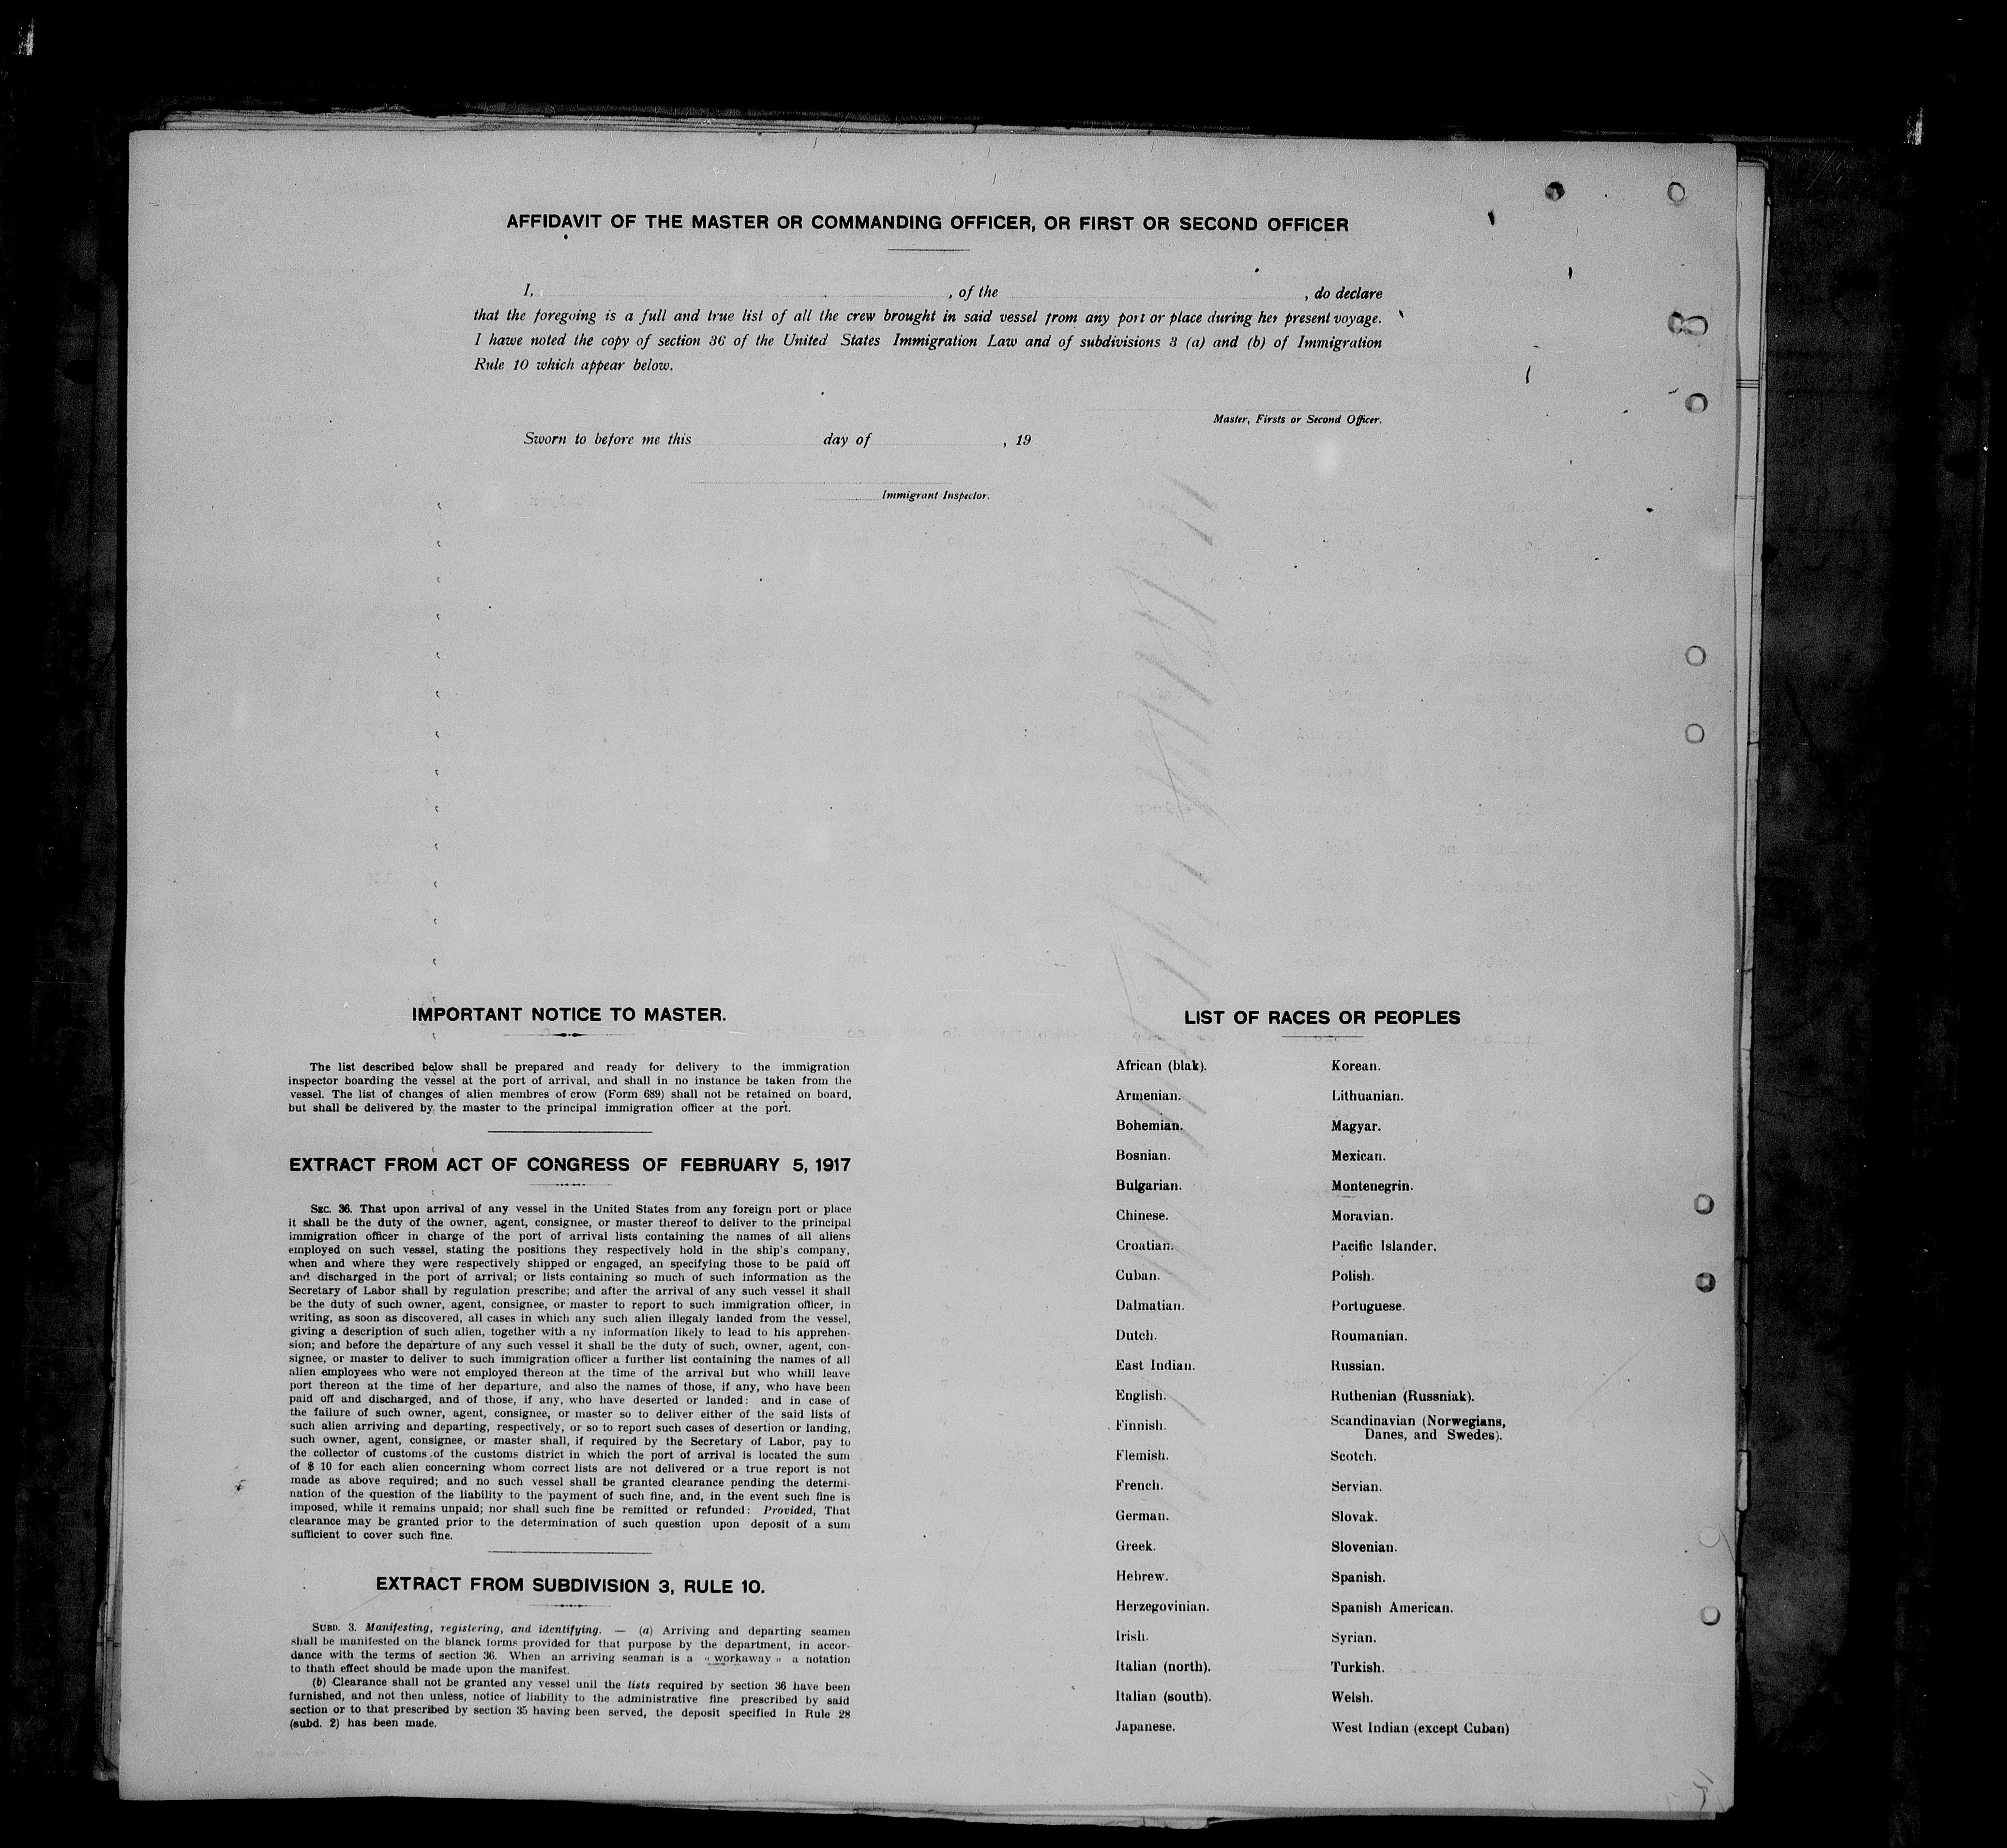 AFFIDAVIT OF THE MASTER OR COMMANDING OFFICER, OR FIRST OR SECOND OFFICER
I, , of the , do declare
that the foregoing is a full and true list of all the crew brought in said vessel from any port or place during her present voyage.
I hawe noted the copy of section 36 of the United States Immigration Law and of subdivisions 3 (a) and (b) of Immigration
Rule 10 which appear below.
Master, Firsts or Second Officer.
Sworn to before me this day of , 19
Immigrant Inspector.
8
IMPORTANT NOTICE TO MASTER.
The list described below shall be prepared and ready for delivery to the immigration
inspector boarding the vessel at the port of arrival, and shall in no instance be taken from the
vessel. The list of changes of alien membres of crow (Form 689) shall not be retained on board,
but shall be delivered by the master to the principal immigration officer at the port.
EXTRACT FROM ACT OF CONGRESS OF FEBRUARY 5, 1917
SEC. 36. That upon arrival of any vessel in the United States from any foreign port or place
it shall be the duty of the owner, agent, consignee, or master thereof to deliver to the principal
immigration officer in charge of the port of arrival lists containing the names of all aliens
employed on such vessel, stating the positions they respectively hold in the ship's company,
when and where they were respectively shipped or engaged, an specifying those to be paid off
and discharged in the port of arrival; or lists containing so much of such information as the
Secretary of Labor shall by regulation prescribe; and after the arrival of any such vessel it shall
be the duty of such owner, agent, consignee, or master to report to such immigration officer, in
writing, as soon as discovered, all cases in which any such alien illegaly landed from the vessel,
giving a description of such alien, together with a ny information likely to lead to his apprehen-
sion; and before the departure of any such vessel it shall be the duty of such, owner, agent, con-
signee, or master to deliver to such immigration officer a further list containing the names of all
alien employees who were not employed thereon at the time of the arrival but who whill leave
port thereon at the time of her departure, and also the names of those, if any, who have been
paid off and discharged, and of those, if any, who have deserted or landed: and in case of
the failure of such owner, agent, consignee, or master so to deliver either of the said lists of
such alien arriving and departing, respectively, or so to report such cases of desertion or landing,
such owner, agent, consignee, or master shall, if required by the Secretary of Labor, pay to
the collector of customs of the customs district in which the port of arrival is located the sum
of $ 10 for each alien concerning whom correct lists are not delivered or a true report is not
made as above required; and no such vessel shall be granted clearance pending the determi-
nation of the question of the liability to the payment of such fine, and, in the event such fine is
imposed, while it remains unpaid; nor shall such fine be remitted or refunded: Provided, That
clearance may be granted prior to the determination of such question upon deposit of a sum
sufficient to cover such fine.
EXTRACT FROM SUBDIVISION 3, RULE 10.
SUBD. 3. Manifesting, registering, and identifying. — (a) Arriving and departing seamen
shall be manifested on the blanck forms provided for that purpose by the department, in accor-
dance with the terms of section 36. When an arriving seaman is a « workaway » a notation
to thath effect should be made upon the manifest.
(b) Clearance shall not be granted any vessel unil the lists required by section 36 have been
furnished, and not then unless, notice of liability to the administrative fine prescribed by said
section or to that prescribed by section 35 having been served, the deposit specified in Rule 28
(subd. 2) has been made.
LIST OF RACES OR PEOPLES
African (blak).
Armenian.
Bohemian.
Bosnian.
Bulgarian.
Chinese.
Croatian.
Cuban.
Dalmatian.
Dutch.
East Indian.
English.
Finnish.
Flemish.
French.
German.
Greek.
Hebrew.
Herzegovinian.
Irish.
Italian (north).
Italian (south).
Japanese.
Korean.
Lithuanian.
Magyar.
Mexican.
Montenegrin.
Moravian.
Pacific Islander.
Polish.
Portuguese.
Roumanian.
Russian.
Ruthenian (Russniak).
Scandinavian (Norwegians,
Danes, and Swedes).
Scotch.
Servian.
Slovak.
Slovenian.
Spanish.
Spanish American.
Syrian.
Turkish.
Welsh.
West Indian (except Cuban)